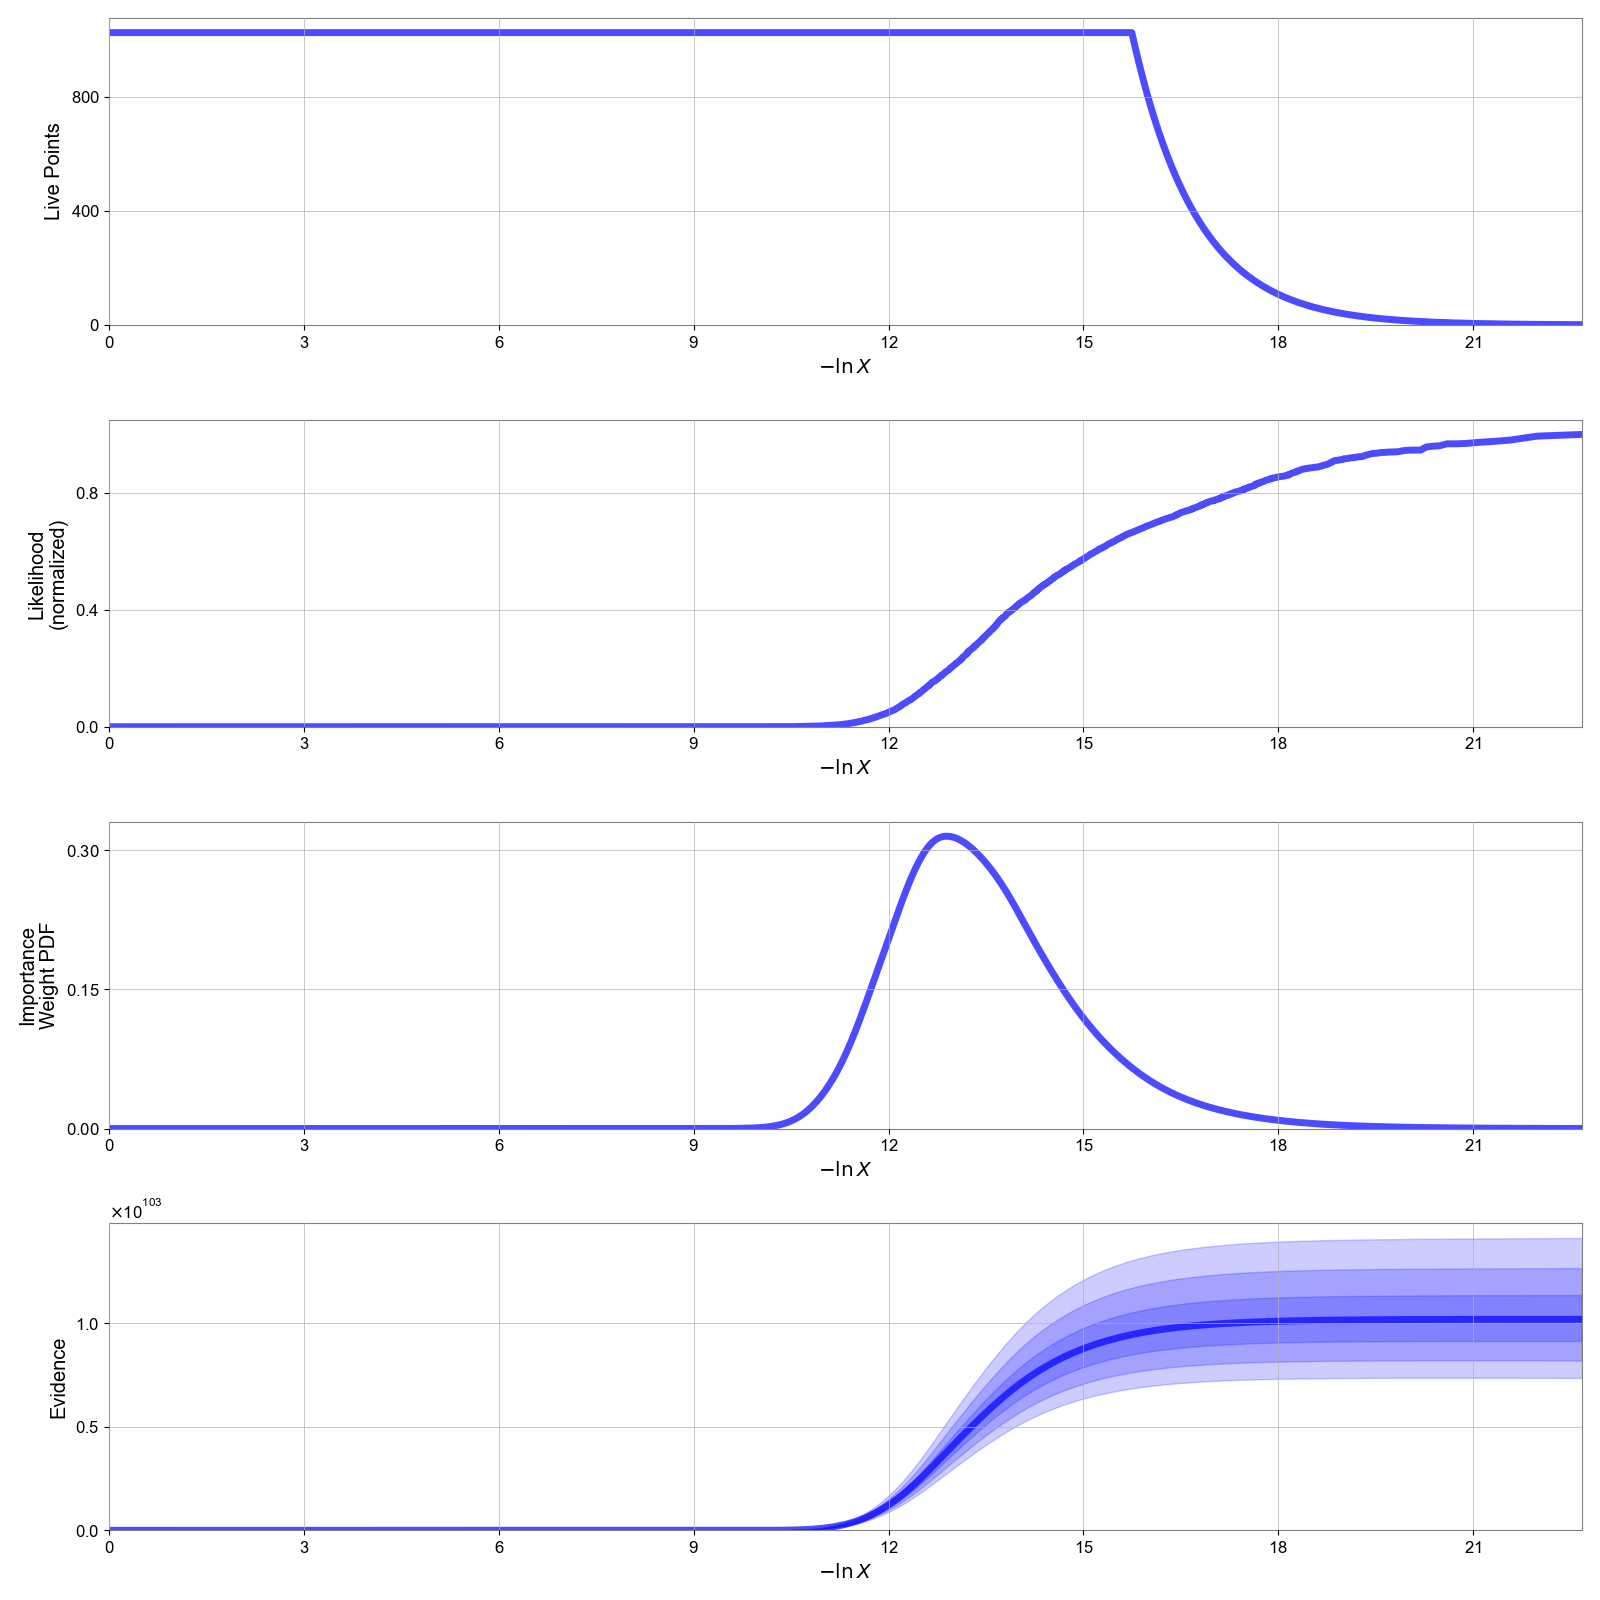 800
400
0
Live Points
0 3 6 9 12 15 18 21
−ln X
0.8
0.4
0.0
Likelihood
(normalized)
0 3 6 9 12 15 18 21
−ln X
0.30
0.15
0.00
Importance
Weight PDF
0 3 6 9 12 15 18 21
−ln X
×10¹⁰³
1.0
0.5
0.0
Evidence
0 3 6 9 12 15 18 21
−ln X